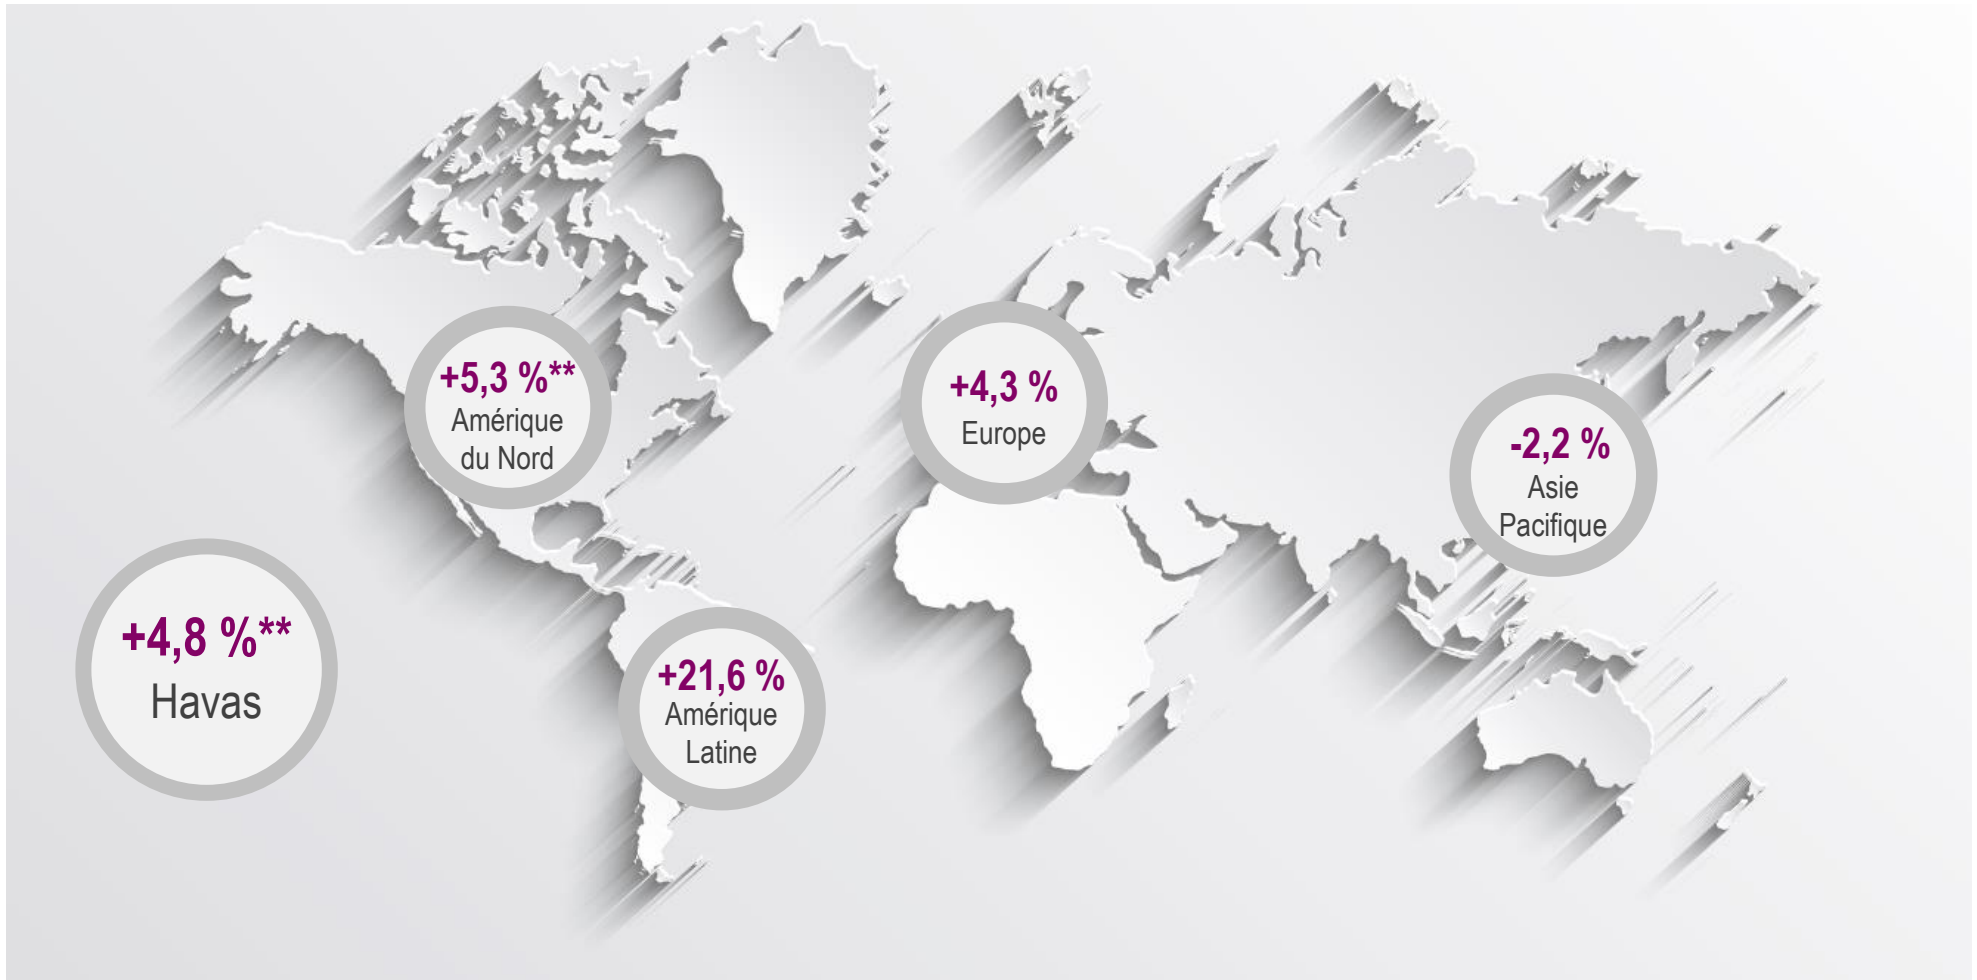 +5,3 %**
Amérique
du Nord
+4,3 %
Europe
-2,2 %
Asie
Pacifique
+4,8 %**
Havas
+21,6 %
Amérique
Latine